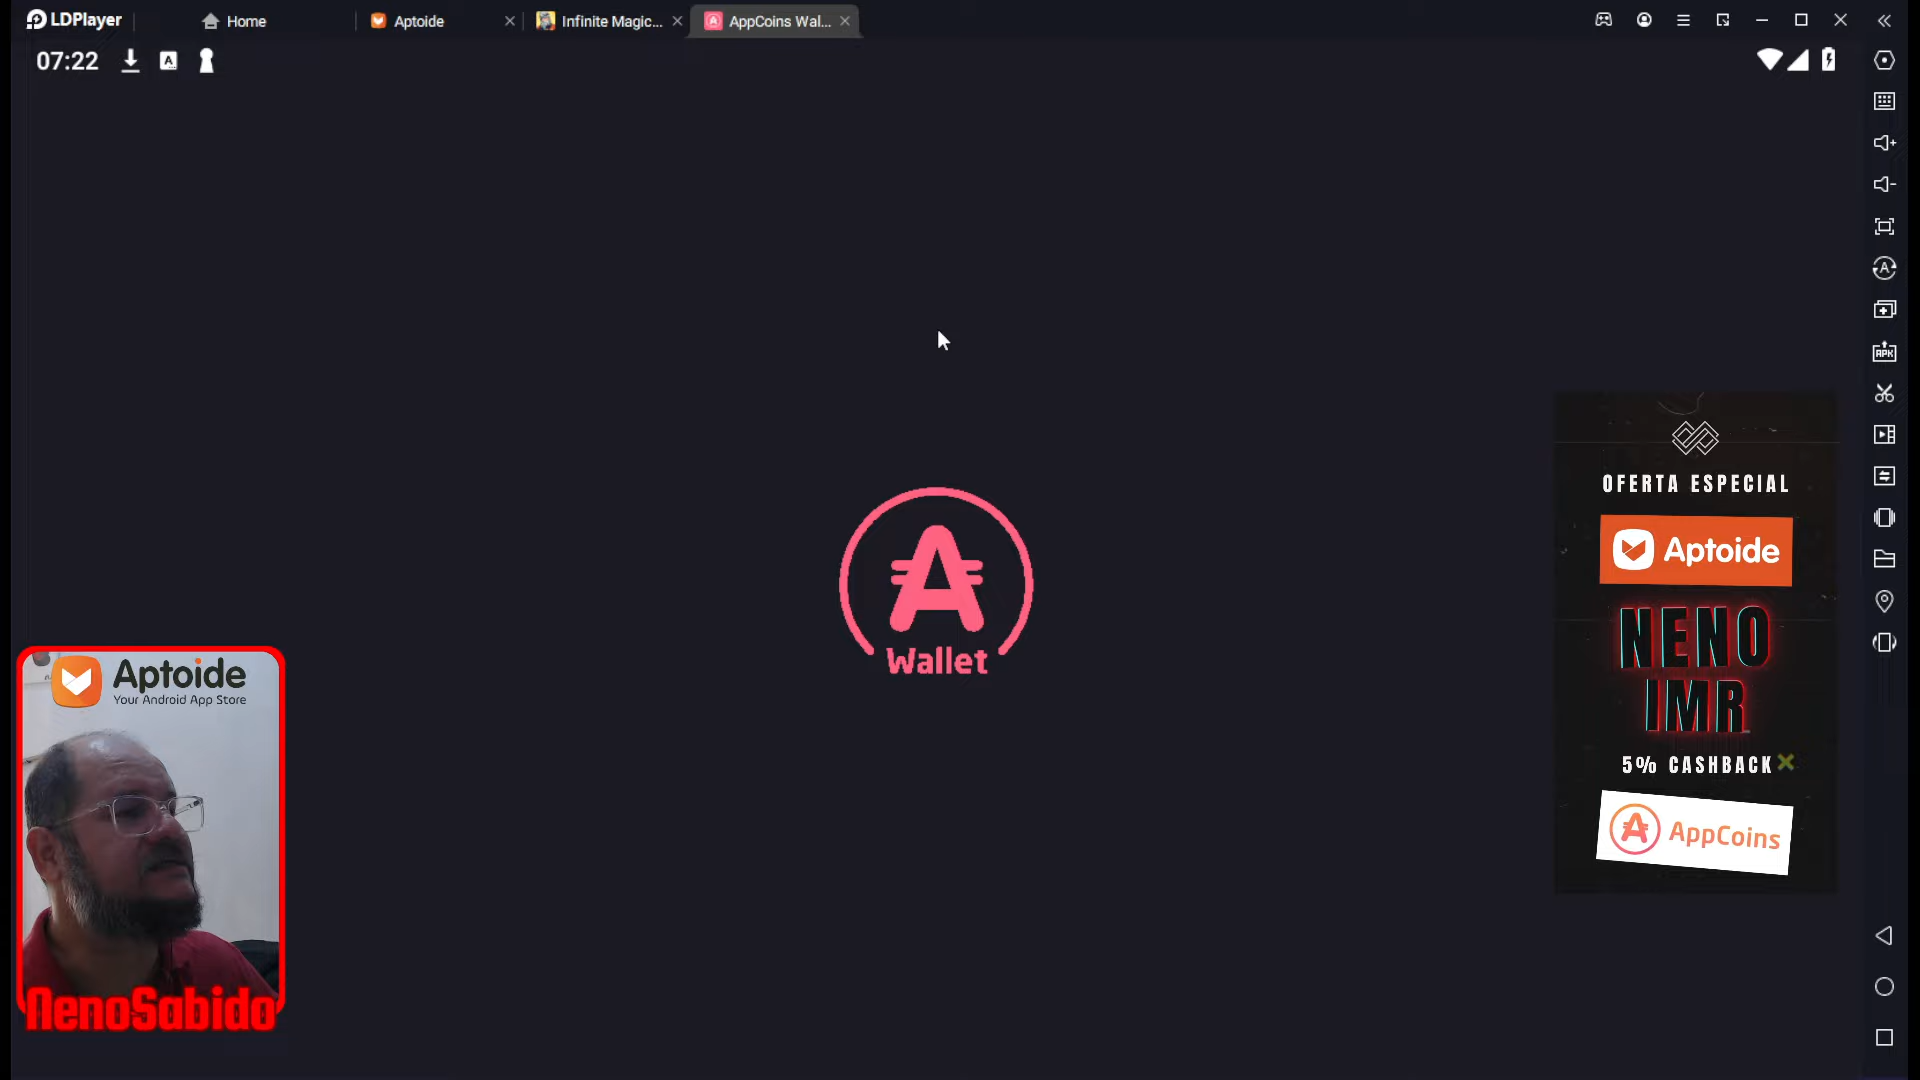 LDPlayer
Home
Aptoide
Infinite Magic...
AppCoins Wal...
07:22
Wallet
OFERTA ESPECIAL
Aptoide
NENO
IMR
5% CASHBACK
AppCoins
Aptoide
Your Android App Store
NenoSabido